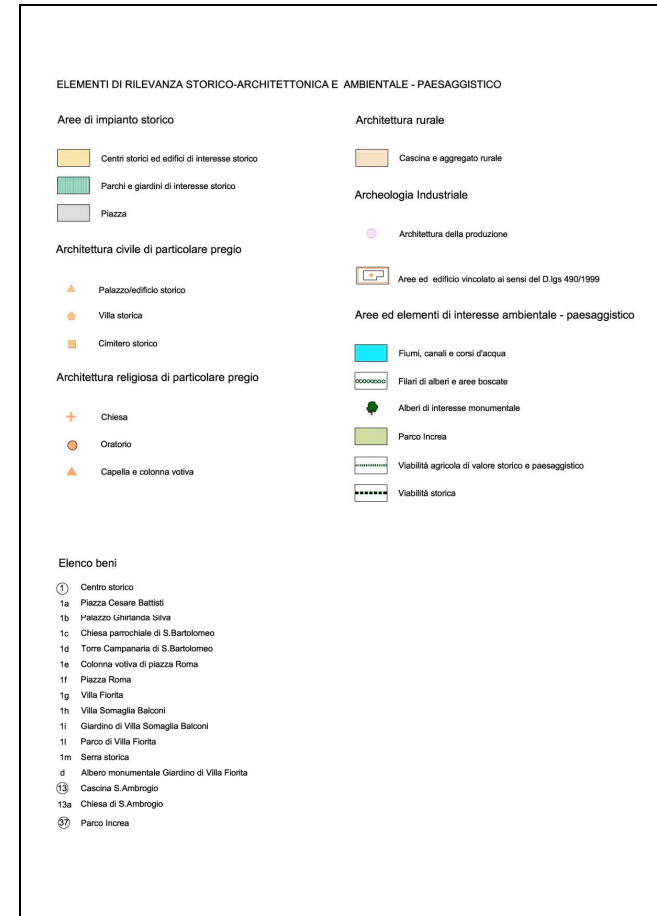 ELEMENTI DI RILEVANZA STORICO-ARCHITETTONICA E AMBIENTALE - PAESAGGISTICO
Aree di impianto storico
Centri storici ed edifici di interesse storico
Parchi e giardini di interesse storico
Piazza
Architettura civile di particolare pregio
Palazzo/edificio storico
Villa storica
Cimitero storico
Architettura religiosa di particolare pregio
Chiesa
Oratorio
Capella e colonna votiva
Architettura rurale
Cascina e aggregato rurale
Archeologia Industriale
Architettura della produzione
Aree ed edificio vincolato ai sensi del D.lgs 490/1999
Aree ed elementi di interesse ambientale - paesaggistico
Fiumi, canali e corsi d'acqua
Filari di alberi e aree boscate
Alberi di interesse monumentale
Parco Increa
Viabilità agricola di valore storico e paesaggistico
Viabilità storica
Elenco beni
1 Centro storico
1a Piazza Cesare Battisti
1b Palazzo Ghirlanda Silva
1c Chiesa parrochiale di S.Bartolomeo
1d Torre Campanaria di S.Bartolomeo
1e Colonna votiva di piazza Roma
1f Piazza Roma
1g Villa Fiorita
1h Villa Somaglia Balconi
1i Giardino di Villa Somaglia Balconi
1l Parco di Villa Fiorita
1m Serra storica
d Albero monumentale Giardino di Villa Fiorita
13 Cascina S.Ambrogio
13a Chiesa di S.Ambrogio
37 Parco Increa